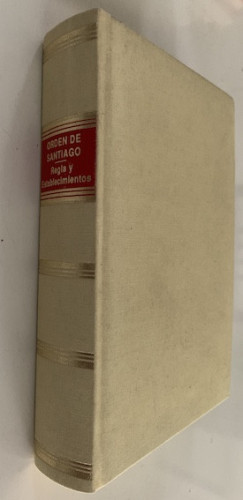 ORDEN DE
SANTIAGO
Regla y
Establecimientos